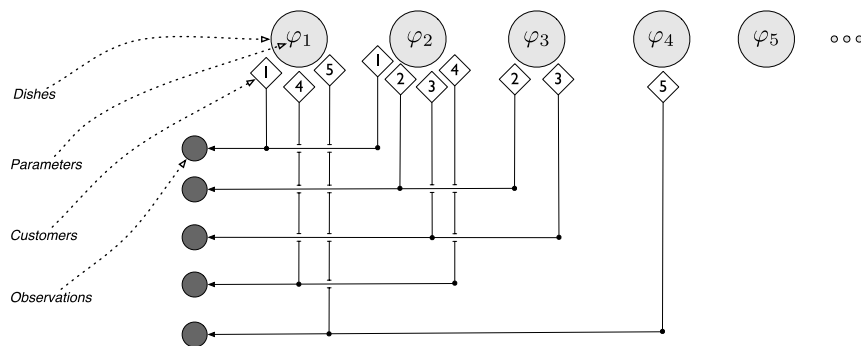 φ1 φ2 φ3 φ4 φ5
1 5 1 4
4 2 3 2 3 5
Dishes
Parameters
Customers
Observations